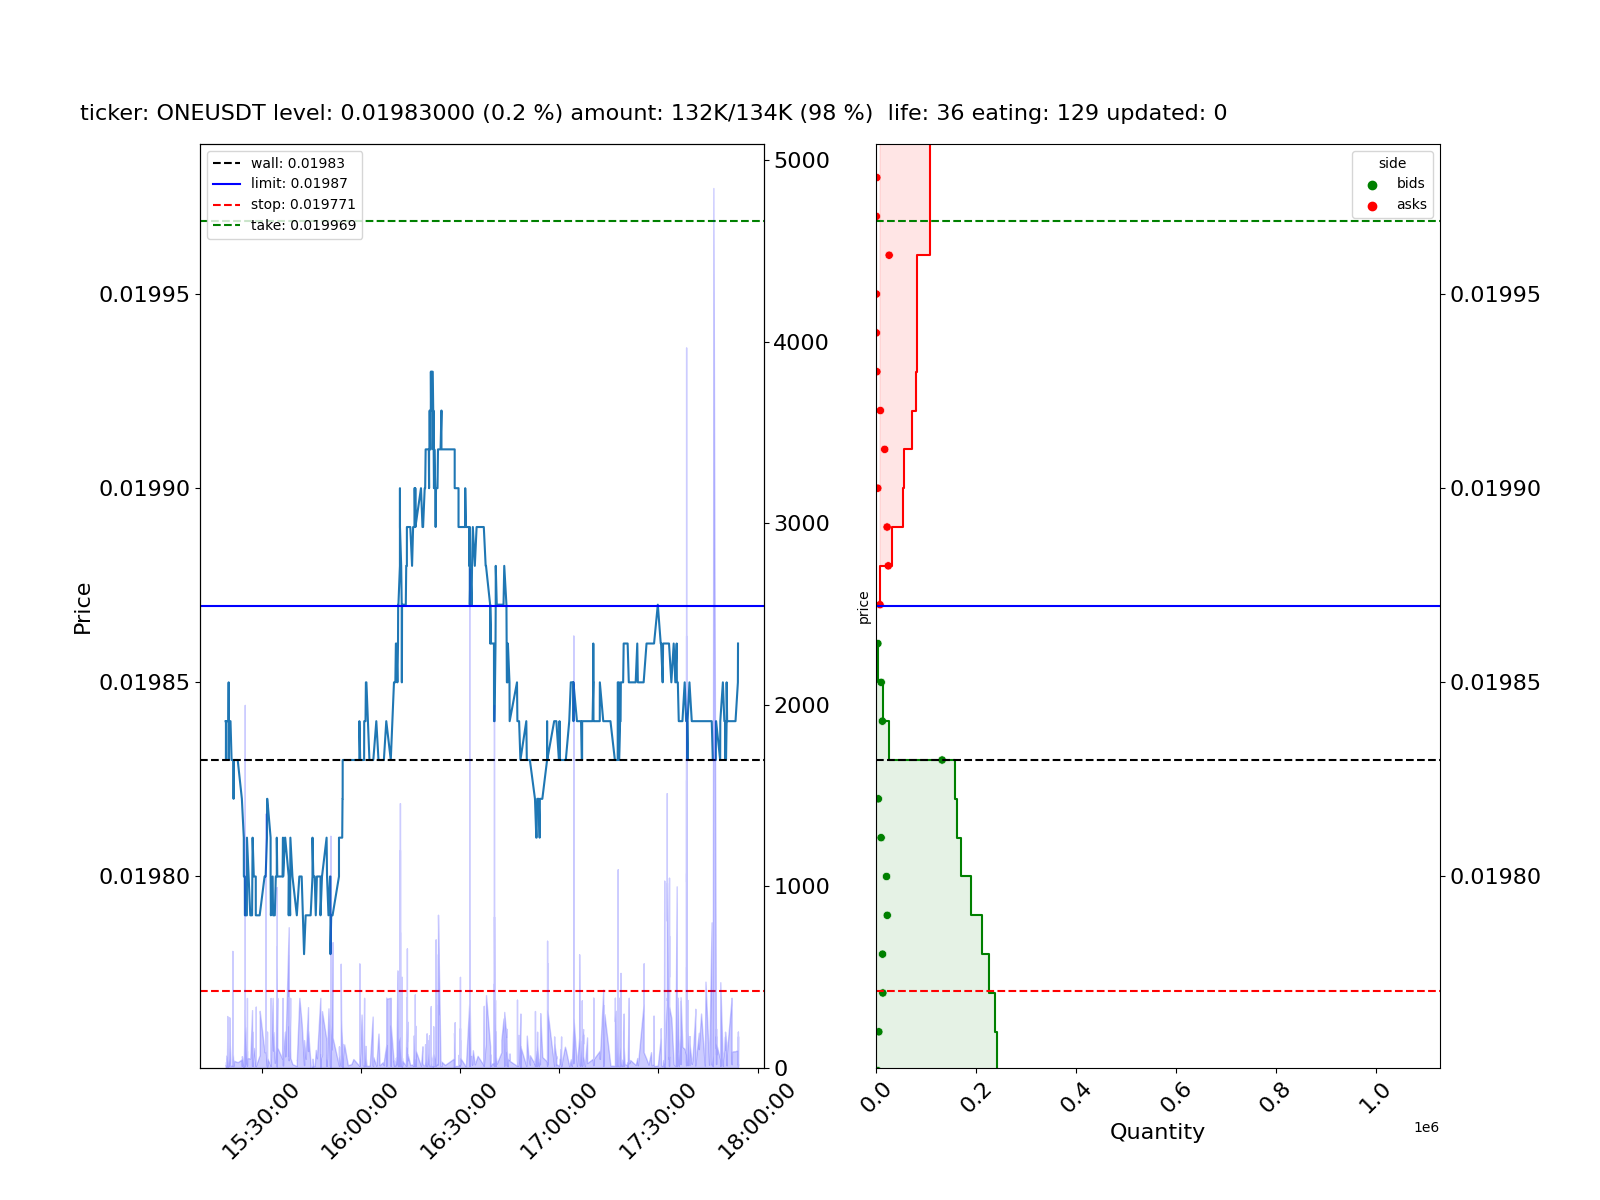 ticker: ONEUSDT level: 0.01983000 (0.2 %) amount: 132K/134K (98 %)  life: 36 eating: 129 updated: 0
wall: 0.01983
limit: 0.01987
stop: 0.019771
take: 0.019969
Price
0.01995
0.01990
0.01985
0.01980
5000
4000
3000
2000
1000
0
15:30:00
16:00:00
16:30:00
17:00:00
17:30:00
18:00:00
side
bids
asks
price
0.01995
0.01990
0.01985
0.01980
0.0
0.2
0.4
0.6
0.8
1.0
1e6
Quantity